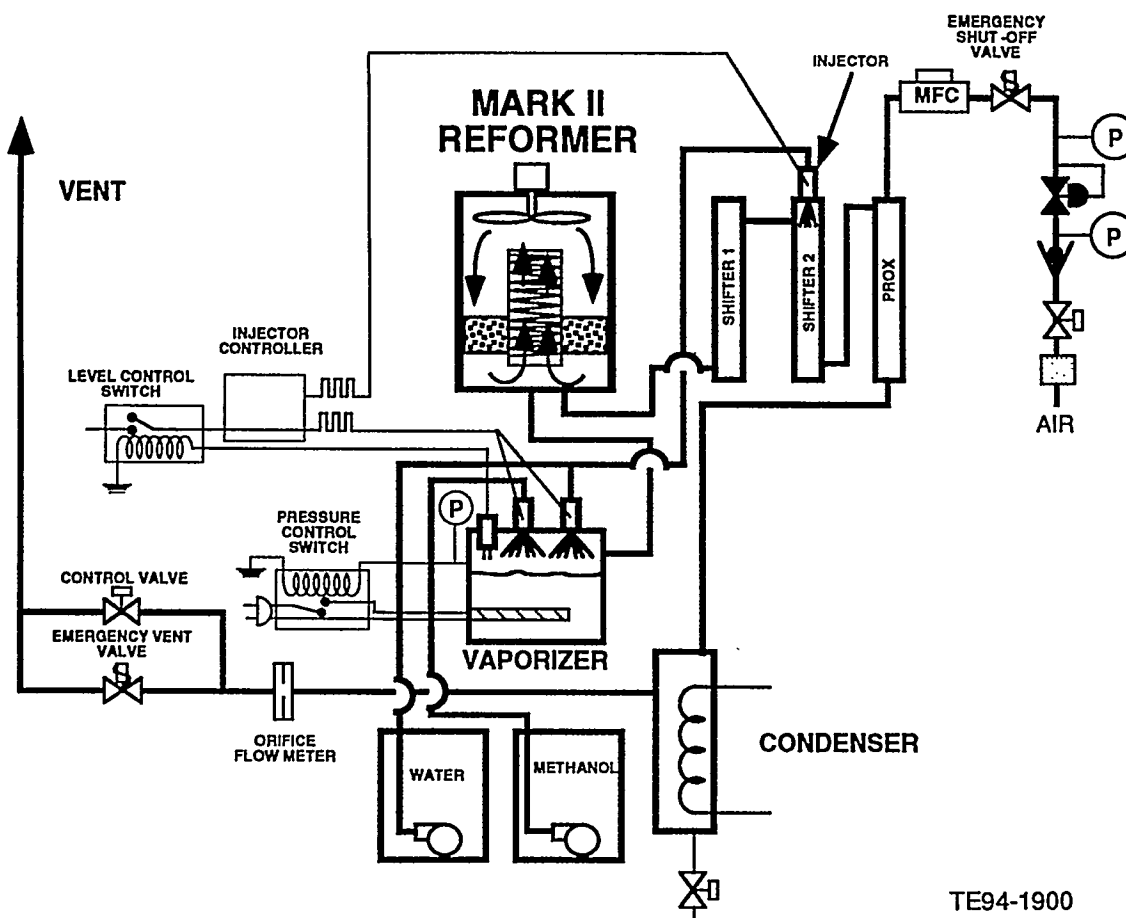 EMERGENCY
SHUT-OFF
VALVE
INJECTOR
MFC
MARK II
REFORMER
P
VENT
P
SHIFTER 1
SHIFTER 2
PROX
INJECTOR
CONTROLLER
LEVEL CONTROL
SWITCH
AIR
P
PRESSURE
CONTROL
SWITCH
CONTROL VALVE
EMERGENCY VENT
VALVE
VAPORIZER
ORIFICE
FLOW METER
WATER
METHANOL
CONDENSER
TE94-1900